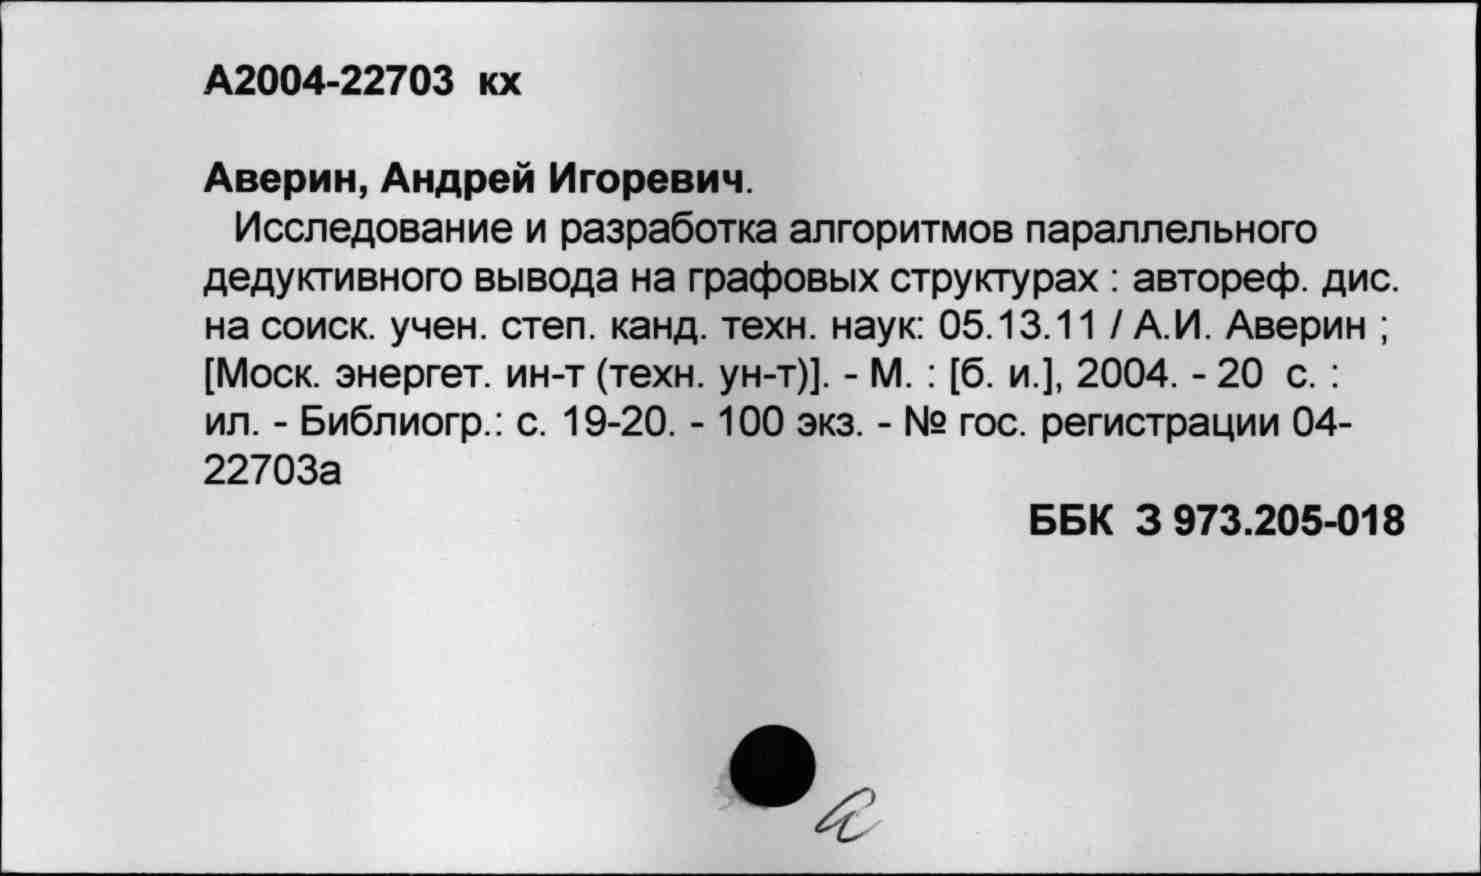 А2004-22703 кх
Аверин, Андрей Игоревич.
Исследование и разработка алгоритмов параллельного
дедуктивного вывода на графовых структурах : автореф. дис.
на соиск. учен. степ. канд. техн. наук: 05.13.11 / А.И. Аверин ;
[Моск. энергет. ин-т (техн. ун-т)]. - М. : [б. и.], 2004. - 20 с. :
ил. - Библиогр.: с. 19-20. - 100 экз. - № гос. регистрации 04-
22703а
ББК З 973.205-018